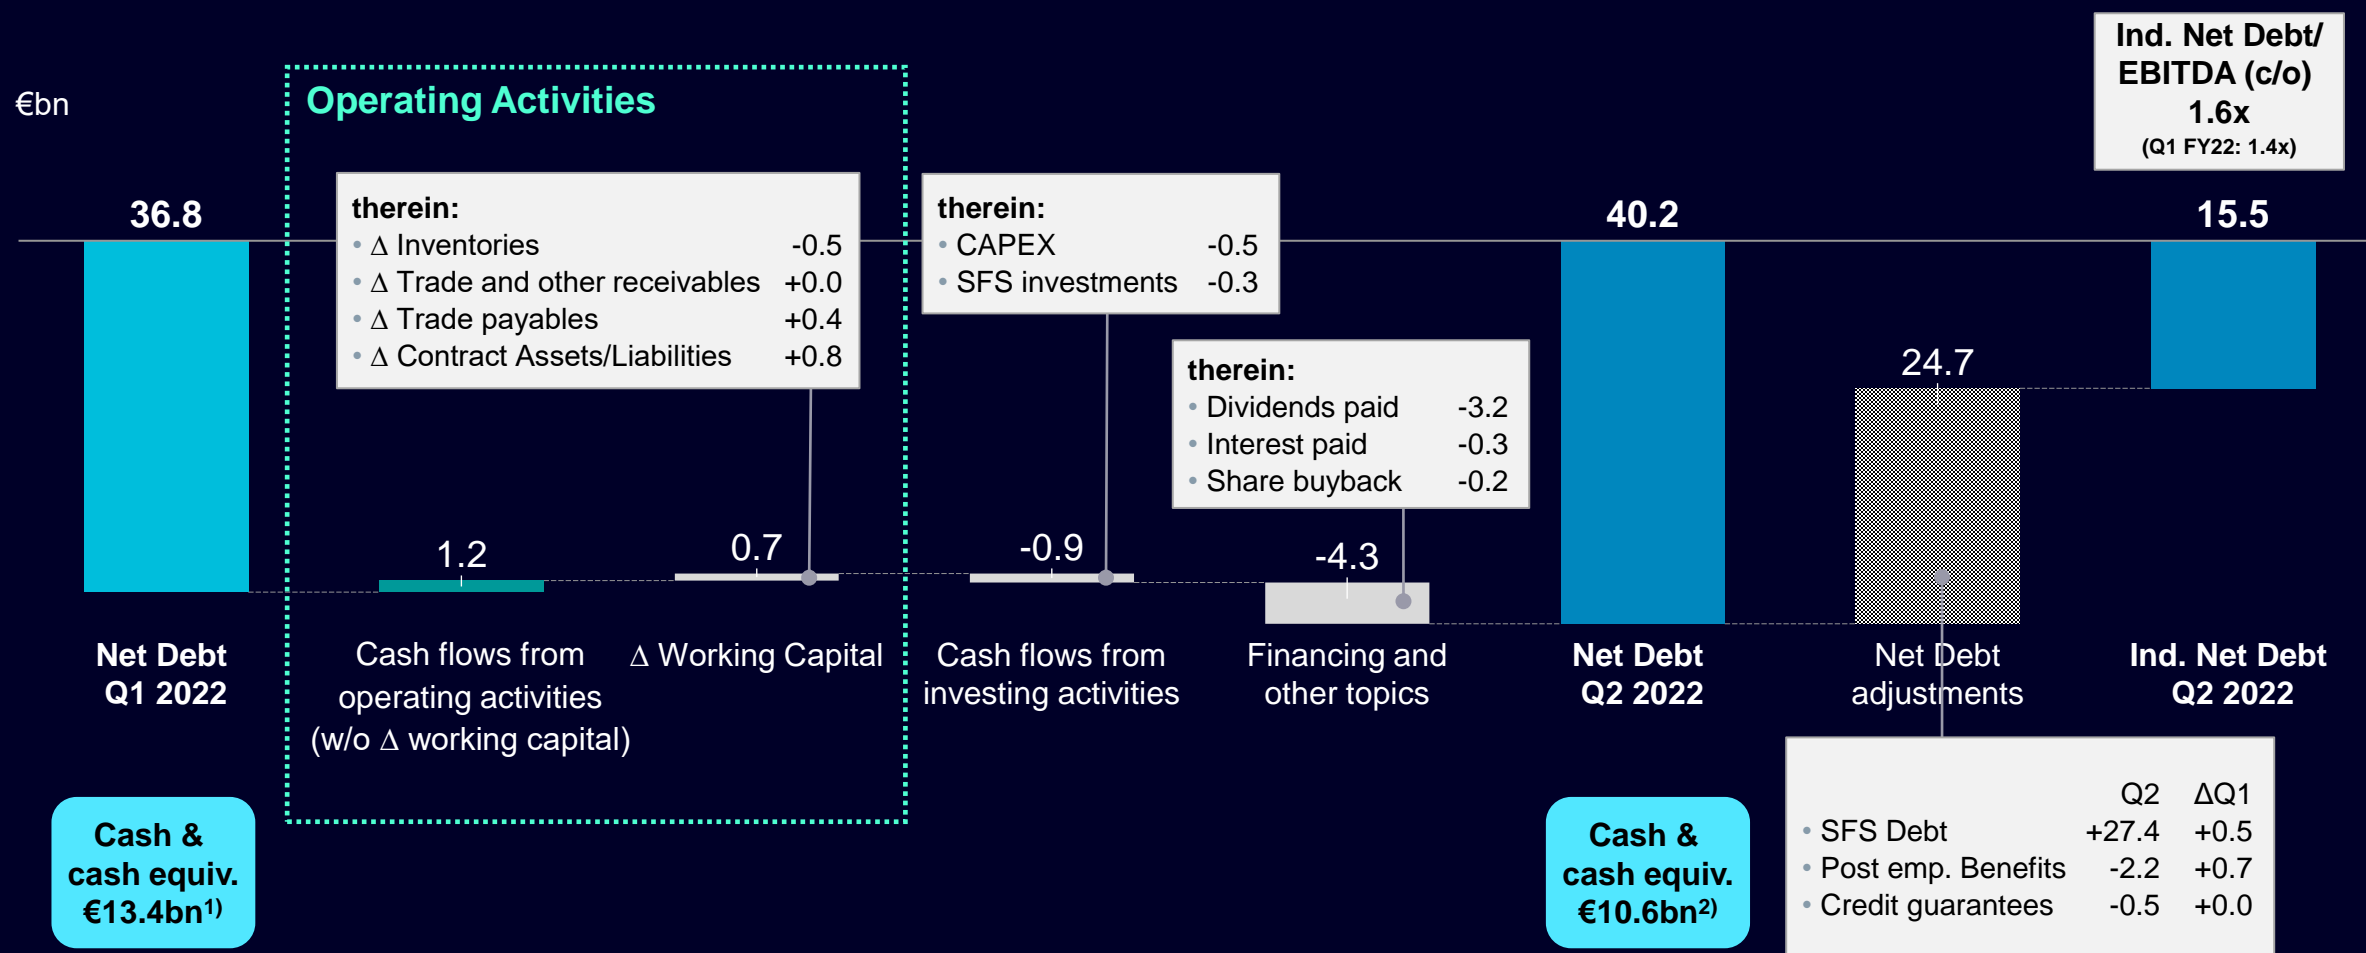 €bn
Operating Activities
Ind. Net Debt/
EBITDA (c/o)
1.6x
(Q1 FY22: 1.4x)
36.8
therein:
• Δ Inventories -0.5
• Δ Trade and other receivables +0.0
• Δ Trade payables +0.4
• Δ Contract Assets/Liabilities +0.8
therein:
• CAPEX -0.5
• SFS investments -0.3
therein:
• Dividends paid -3.2
• Interest paid -0.3
• Share buyback -0.2
40.2
15.5
24.7
1.2
0.7
-0.9
-4.3
Net Debt
Q1 2022
Cash flows from
operating activities
(w/o Δ working capital)
Δ Working Capital
Cash flows from
investing activities
Financing and
other topics
Net Debt
Q2 2022
Net Debt
adjustments
Ind. Net Debt
Q2 2022
Cash &
cash equiv.
€13.4bn1)
Cash &
cash equiv.
€10.6bn2)
Q2 ΔQ1
• SFS Debt +27.4 +0.5
• Post emp. Benefits -2.2 +0.7
• Credit guarantees -0.5 +0.0